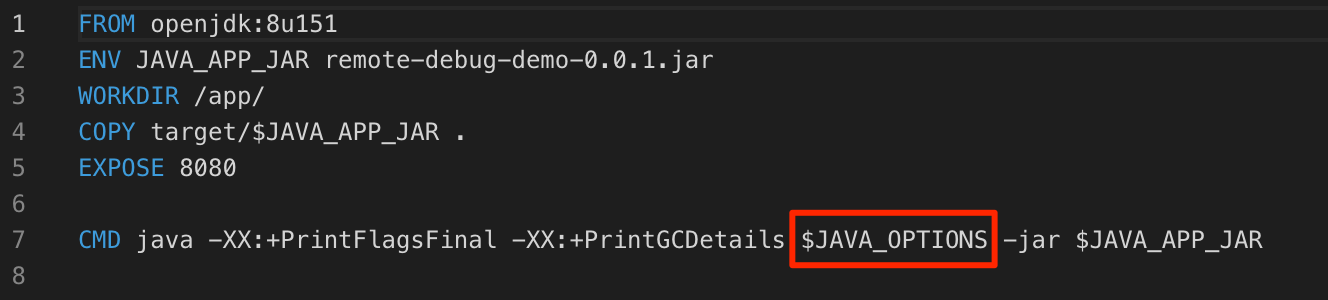 1 FROM openjdk:8u151
2 ENV JAVA_APP_JAR remote-debug-demo-0.0.1.jar
3 WORKDIR /app/
4 COPY target/$JAVA_APP_JAR .
5 EXPOSE 8080
6
7 CMD java -XX:+PrintFlagsFinal -XX:+PrintGCDetails $JAVA_OPTIONS -jar $JAVA_APP_JAR
8